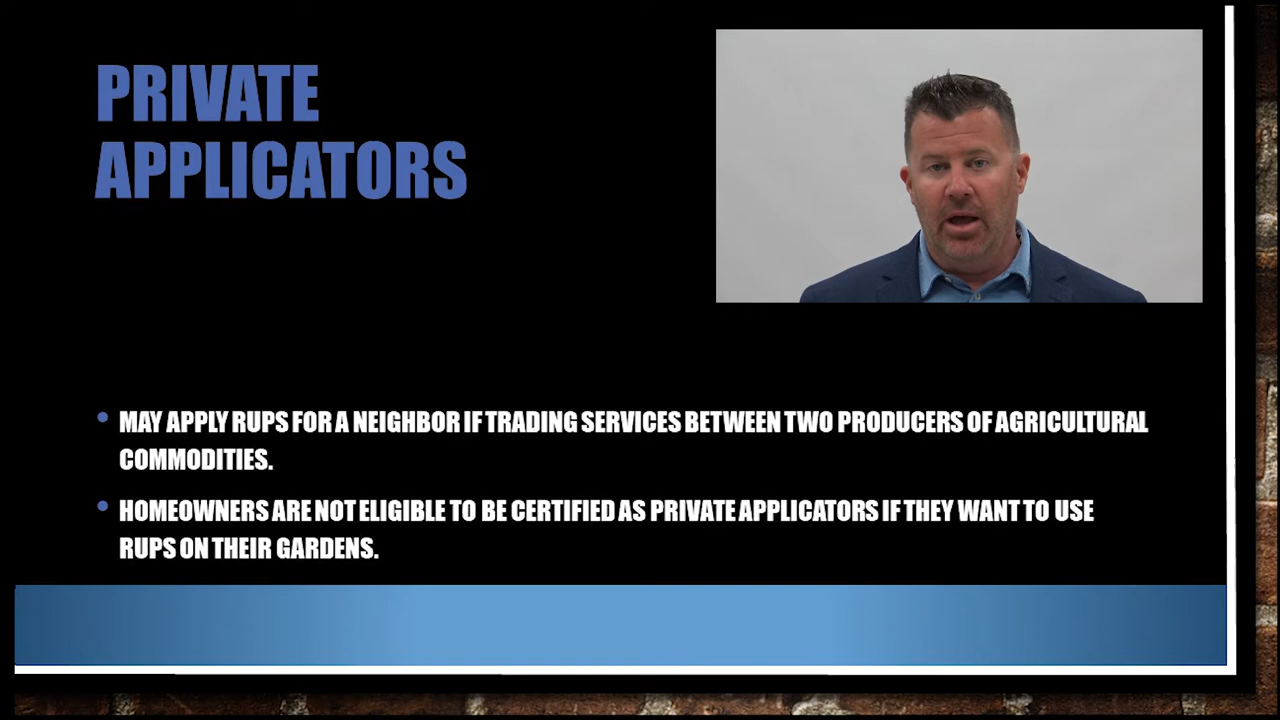 PRIVATE
APPLICATORS
• MAY APPLY RUPS FOR A NEIGHBOR IF TRADING SERVICES BETWEEN TWO PRODUCERS OF AGRICULTURAL
COMMODITIES.
• HOMEOWNERS ARE NOT ELIGIBLE TO BE CERTIFIED AS PRIVATE APPLICATORS IF THEY WANT TO USE
RUPS ON THEIR GARDENS.